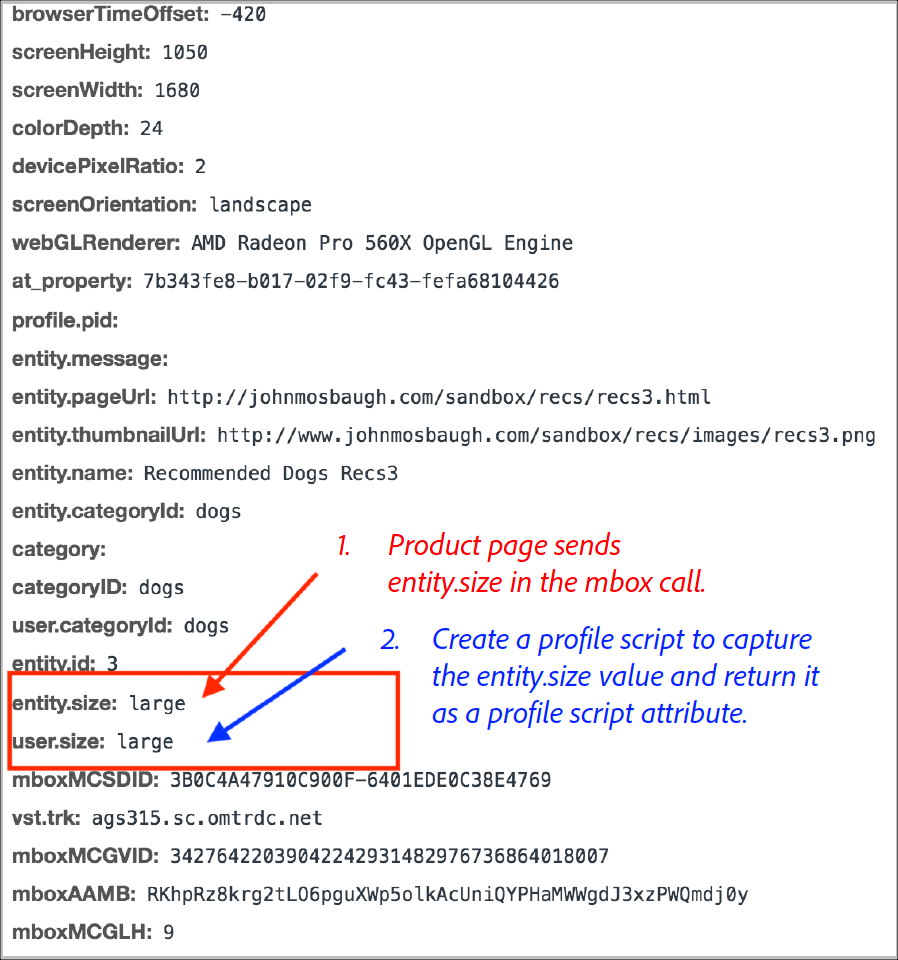 browserTimeOffset: -420
screenHeight: 1050
screenWidth: 1680
colorDepth: 24
devicePixelRatio: 2
screenOrientation: landscape
webGLRenderer: AMD Radeon Pro 560X OpenGL Engine
at_property: 7b343fe8-b017-02f9-fc43-fefa68104426
profile.pid:
entity.message:
entity.pageUrl: http://johnmosbaugh.com/sandbox/recs/recs3.html
entity.thumbnailUrl: http://www.johnmosbaugh.com/sandbox/recs/images/recs3.png
entity.name: Recommended Dogs Recs3
entity.categoryId: dogs
category:
1. Product page sends
entity.size in the mbox call.
categoryID: dogs
user.categoryId: dogs
2. Create a profile script to capture
the entity.size value and return it
as a profile script attribute.
entity.id: 3
entity.size: large
user.size: large
mboxMCSDID: 3B0C4A47910C900F-6401EDE0C38E4769
vst.trk: ags315.sc.omtrdc.net
mboxMCGVID: 34276422039042242931482976736864018007
mboxAAMB: RKhpRz8krg2tLO6pguXWp5olkAcUniQYPHaMWWgdJ3xzPWQmdj0y
mboxMCGLH: 9